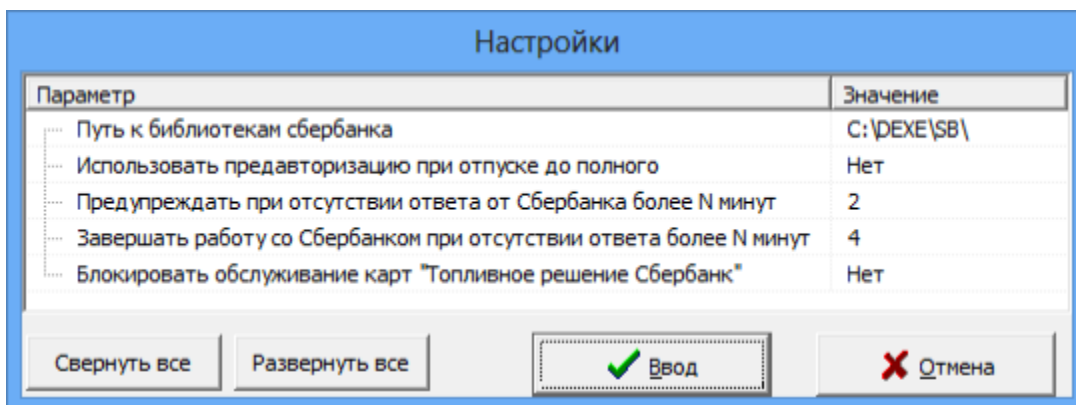 Настройки
Параметр Значение
Путь к библиотекам сбербанка C:\DEXE\SB\
Использовать предавторизацию при отпуске до полного Нет
Предупреждать при отсутствии ответа от Сбербанка более N минут 2
Завершать работу со Сбербанком при отсутствии ответа более N минут 4
Блокировать обслуживание карт "Топливное решение Сбербанк" Нет
Свернуть все Развернуть все Ввод Отмена